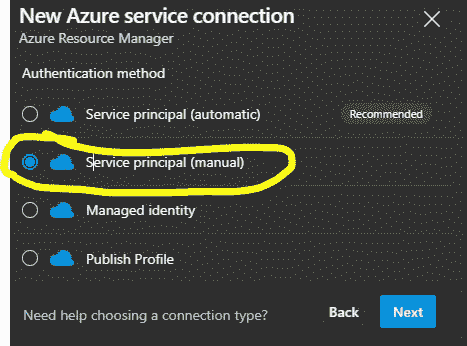 New Azure service connection
Azure Resource Manager
Authentication method
Service principal (automatic)
Recommended
Service principal (manual)
Managed identity
Publish Profile
Need help choosing a connection type?
Back
Next